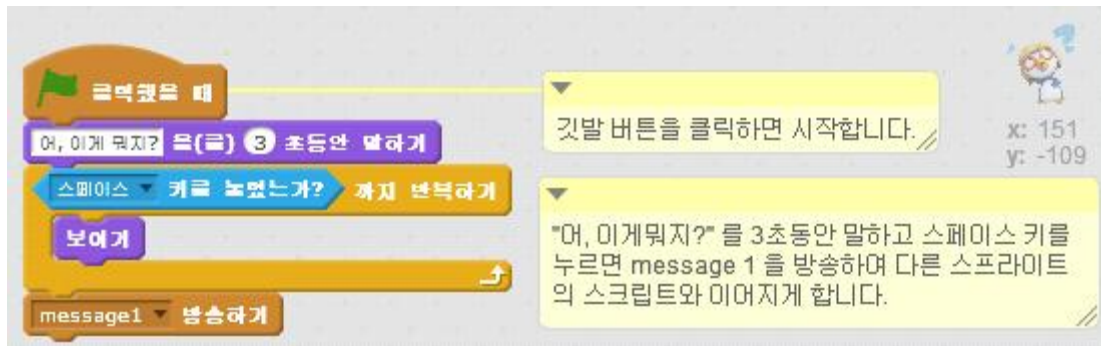 클릭했을 때
어, 이게 뭐지? 을(를) 3 초동안 말하기
스페이스 키를 눌렀는가? 까지 반복하기
보이기
message1 방송하기
깃발 버튼을 클릭하면 시작합니다.
"어, 이게뭐지?" 를 3초동안 말하고 스페이스 키를
누르면 message 1 을 방송하여 다른 스프라이트
의 스크립트와 이어지게 합니다.
x: 151
y: -109